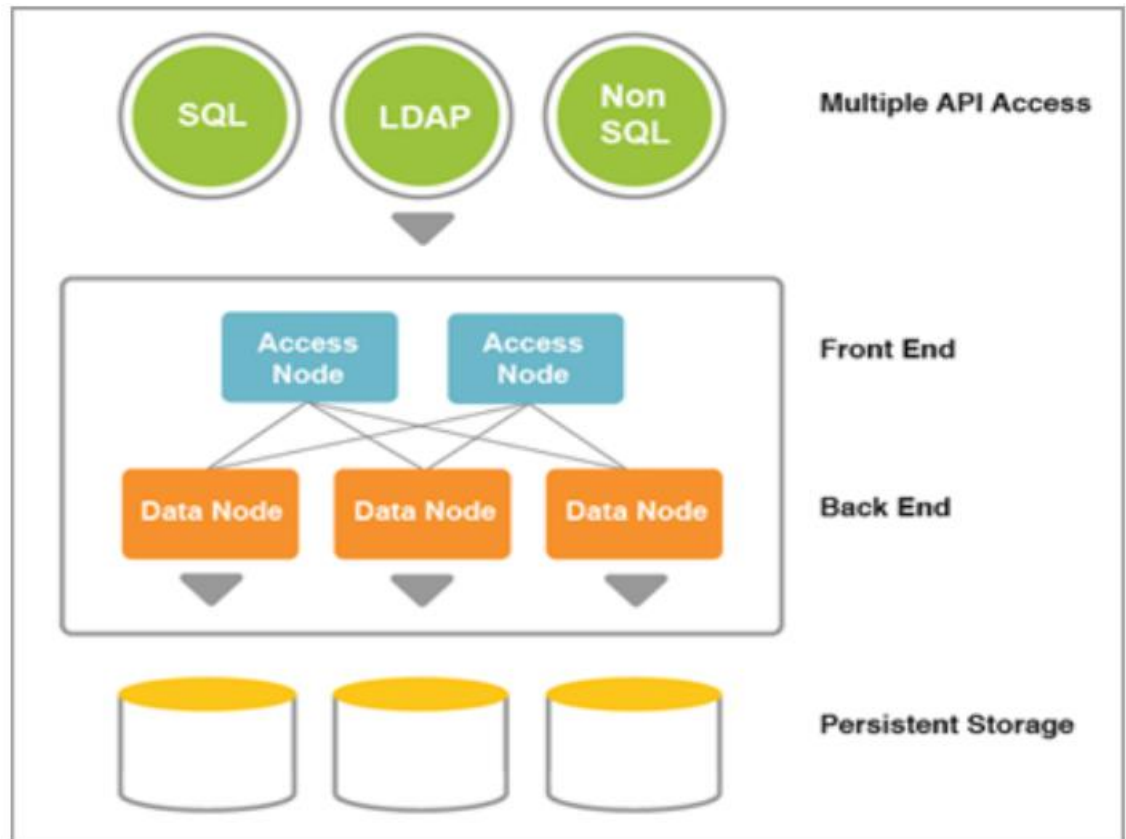 SQL
LDAP
Non
SQL
Multiple API Access
Access
Node
Access
Node
Front End
Data Node
Data Node
Data Node
Back End
Persistent Storage